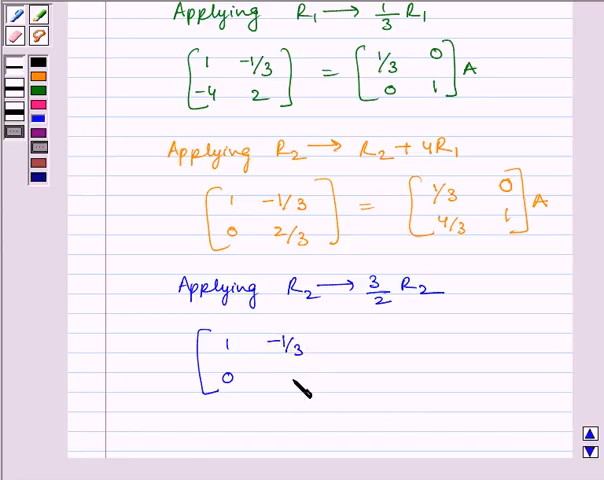 Applying R₁ → 1/3 R₁
[1 -1/3; -4 2] = [1/3 0; 0 1] A
Applying R₂ → R₂ + 4R₁
[1 -1/3; 0 2/3] = [1/3 0; 4/3 1] A
Applying R₂ → 3/2 R₂
[1 -1/3
0